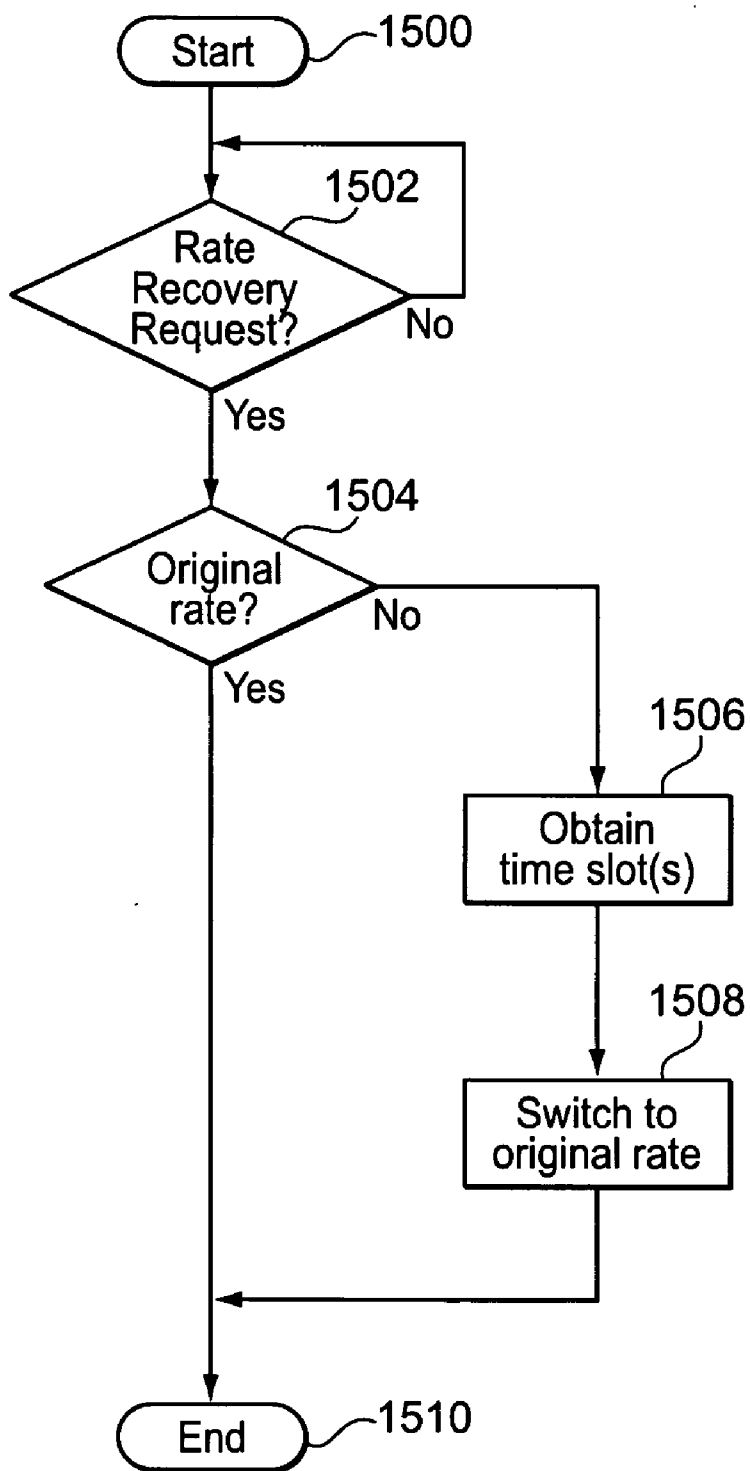 Start
1500
1502
Rate
Recovery
Request?
No
Yes
1504
Original
rate?
No
Yes
1506
Obtain
time slot(s)
1508
Switch to
original rate
End
1510